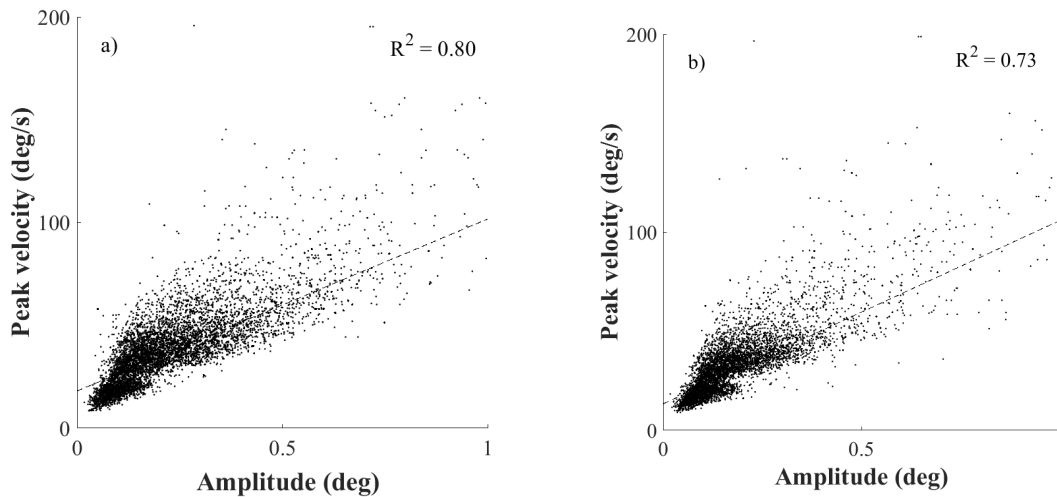 a)
R² = 0.80
200
100
0
Peak velocity (deg/s)
0
0.5
1
Amplitude (deg)
b)
R² = 0.73
200
100
0
Peak velocity (deg/s)
0
0.5
Amplitude (deg)